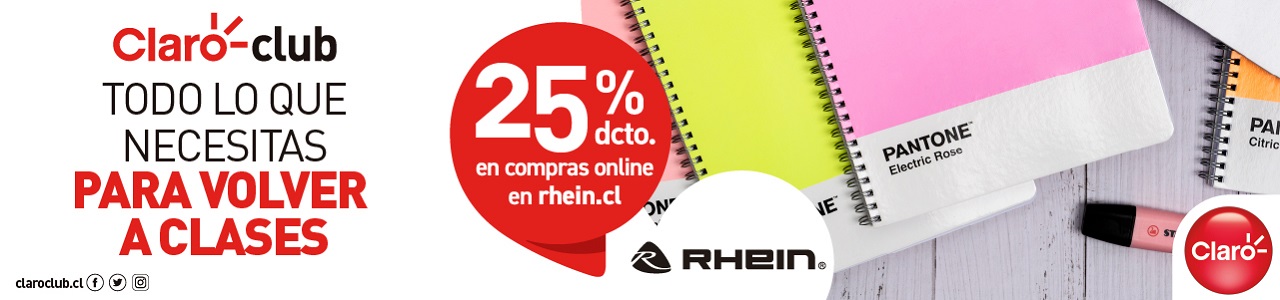 Claro-club
TODO LO QUE
NECESITAS
PARA VOLVER
A CLASES
claroclub.cl
25%
dcto.
en compras online
en rhein.cl
RHEIN®
PANTONE™
Electric Rose
Claro-